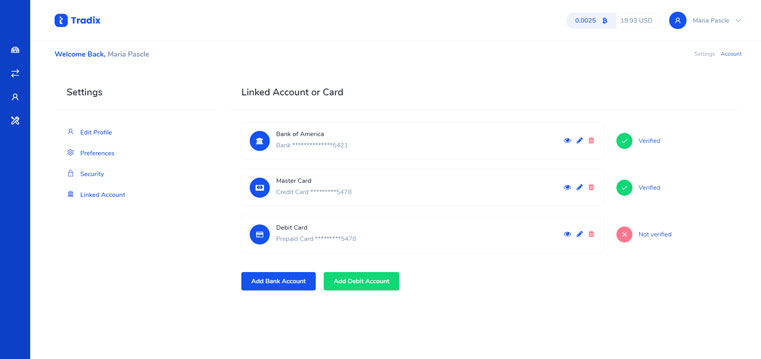 Tradix
0.0025 ₿ 19.93 USD
Maria Pascle
Welcome Back, Maria Pascle
Settings Account
Settings
Edit Profile
Preferences
Security
Linked Account
Linked Account or Card
Bank of America
Bank **************5421
Verified
Master Card
Credit Card *********5478
Verified
Debit Card
Prepaid Card *********5478
Not verified
Add Bank Account
Add Debit Account